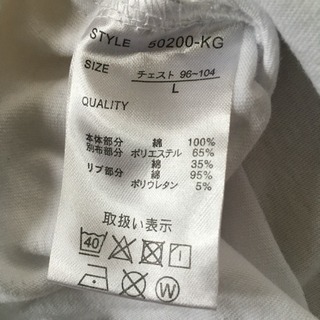 STYLE 50200-KG
SIZE チェスト 96-104
L
QUALITY
本体部分 綿 100%
別布部分 ポリエステル 65%
綿 35%
リブ部分 綿 95%
ポリウレタン 5%
取扱い表示
40
W